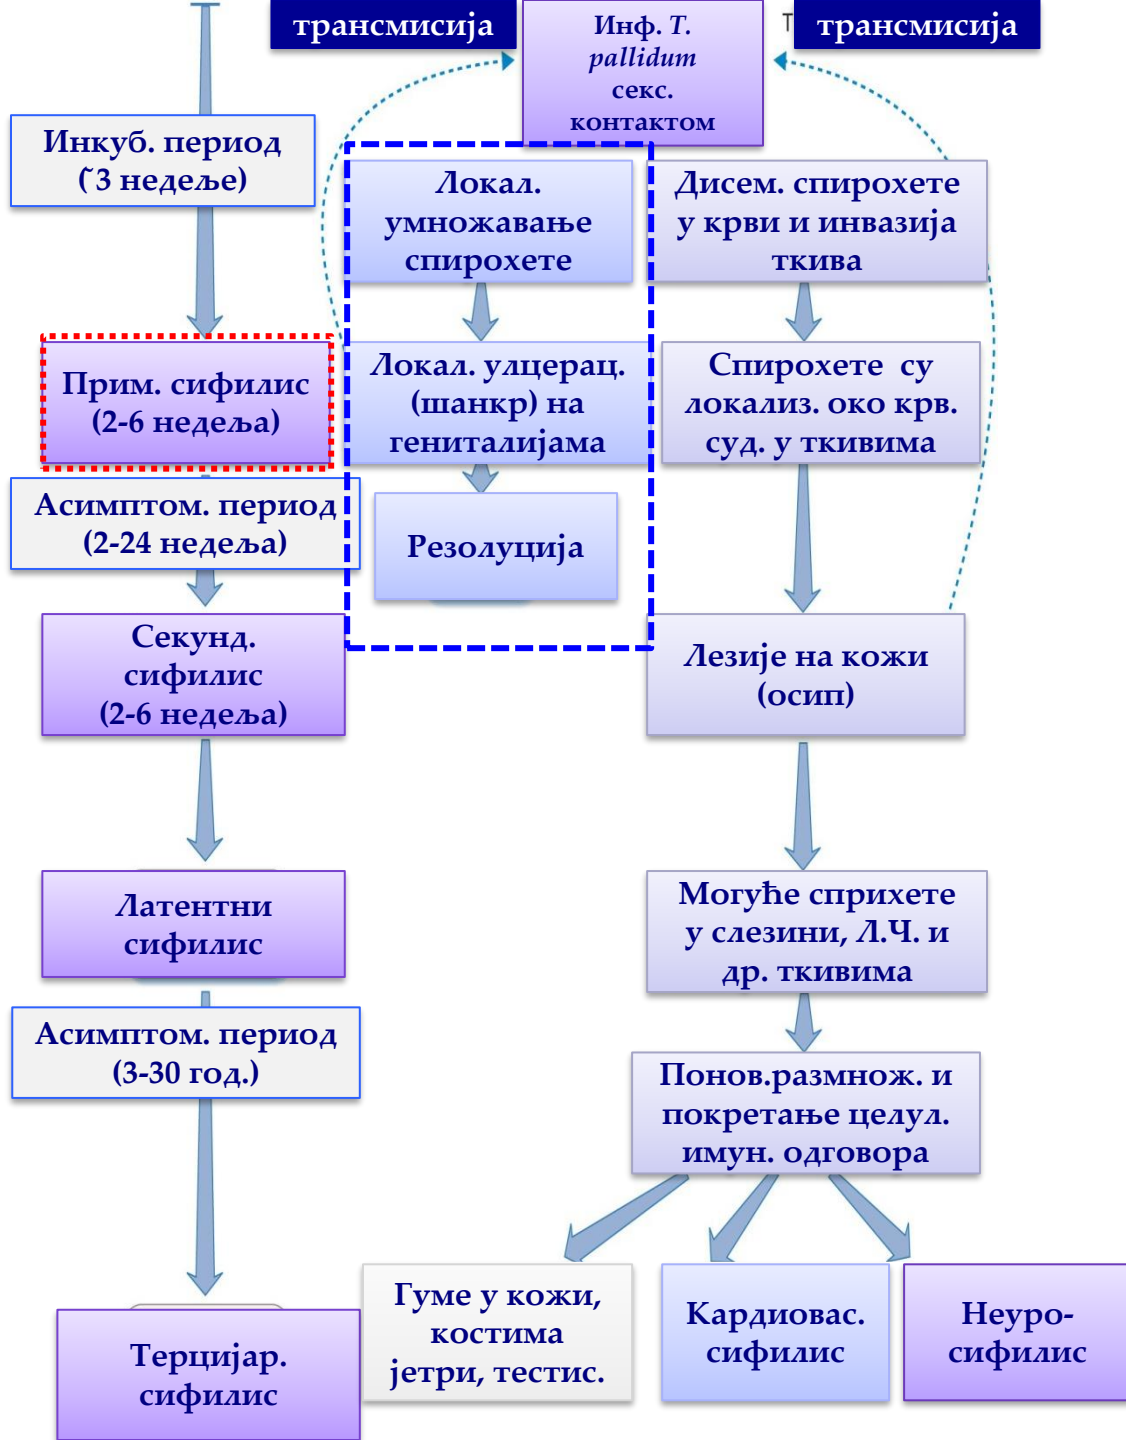 трансмисија
Инф. T.
pallidum
секс.
контактом
T
трансмисија
Инкуб. период
(˜3 недеље)
Локал.
умножавање
спирохете
Дисем. спирохете
у крви и инвазија
ткива
Прим. сифилис
(2-6 недеља)
Локал. улцерац.
(шанкр) на
гениталијама
Спирохете су
локализ. око крв.
суд. у ткивима
Асимптом. период
(2-24 недеља)
Резолуција
Секунд.
сифилис
(2-6 недеља)
Лезије на кожи
(осип)
Латентни
сифилис
Могуће сприхете
у слезини, Л.Ч. и
др. ткивима
Асимптом. период
(3-30 год.)
Понов.размнож. и
покретање целул.
имун. одговора
Терцијар.
сифилис
Гуме у кожи,
костима
јетри, тестис.
Кардиовас.
сифилис
Неуро-
сифилис